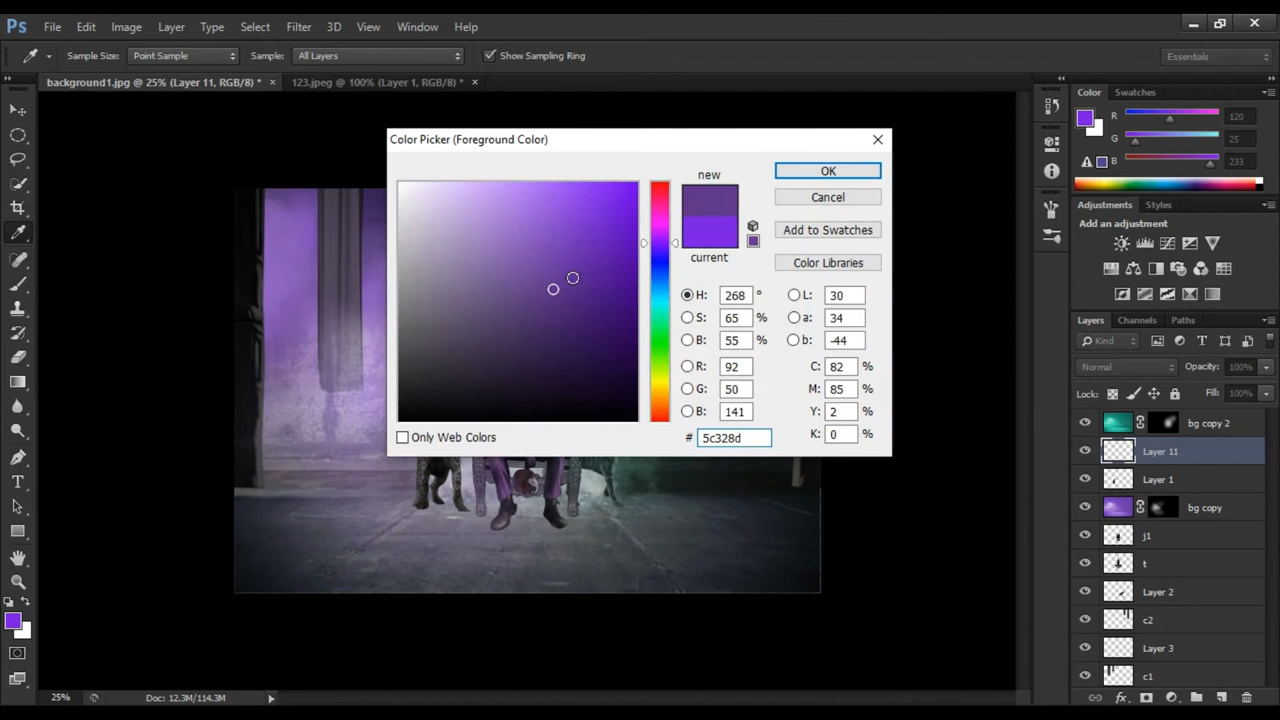 Ps File Edit Image Layer Type Select Filter 3D View Window Help
Sample Size: Point Sample Sample: All Layers Show Sampling Ring Essentials
background1.jpg @ 25% (Layer 11, RGB/8) * × 123.jpeg @ 100% (Layer 1, RGB/8) * ×
Color Swatches
R 120
G 25
B 233
Color Picker (Foreground Color)
new
current
OK
Cancel
Add to Swatches
Color Libraries
H: 268 °
S: 65 %
B: 55 %
R: 92
G: 50
B: 141
# 5c328d
L: 30
a: 34
b: -44
C: 82 %
M: 85 %
Y: 2 %
K: 0 %
Only Web Colors
Adjustments Styles
Add an adjustment
Layers Channels Paths
Kind
Normal Opacity: 100%
Lock: Fill: 100%
bg copy 2
Layer 11
Layer 1
bg copy
j1
t
Layer 2
c2
Layer 3
c1
fx
25% Doc: 12.3M/114.3M